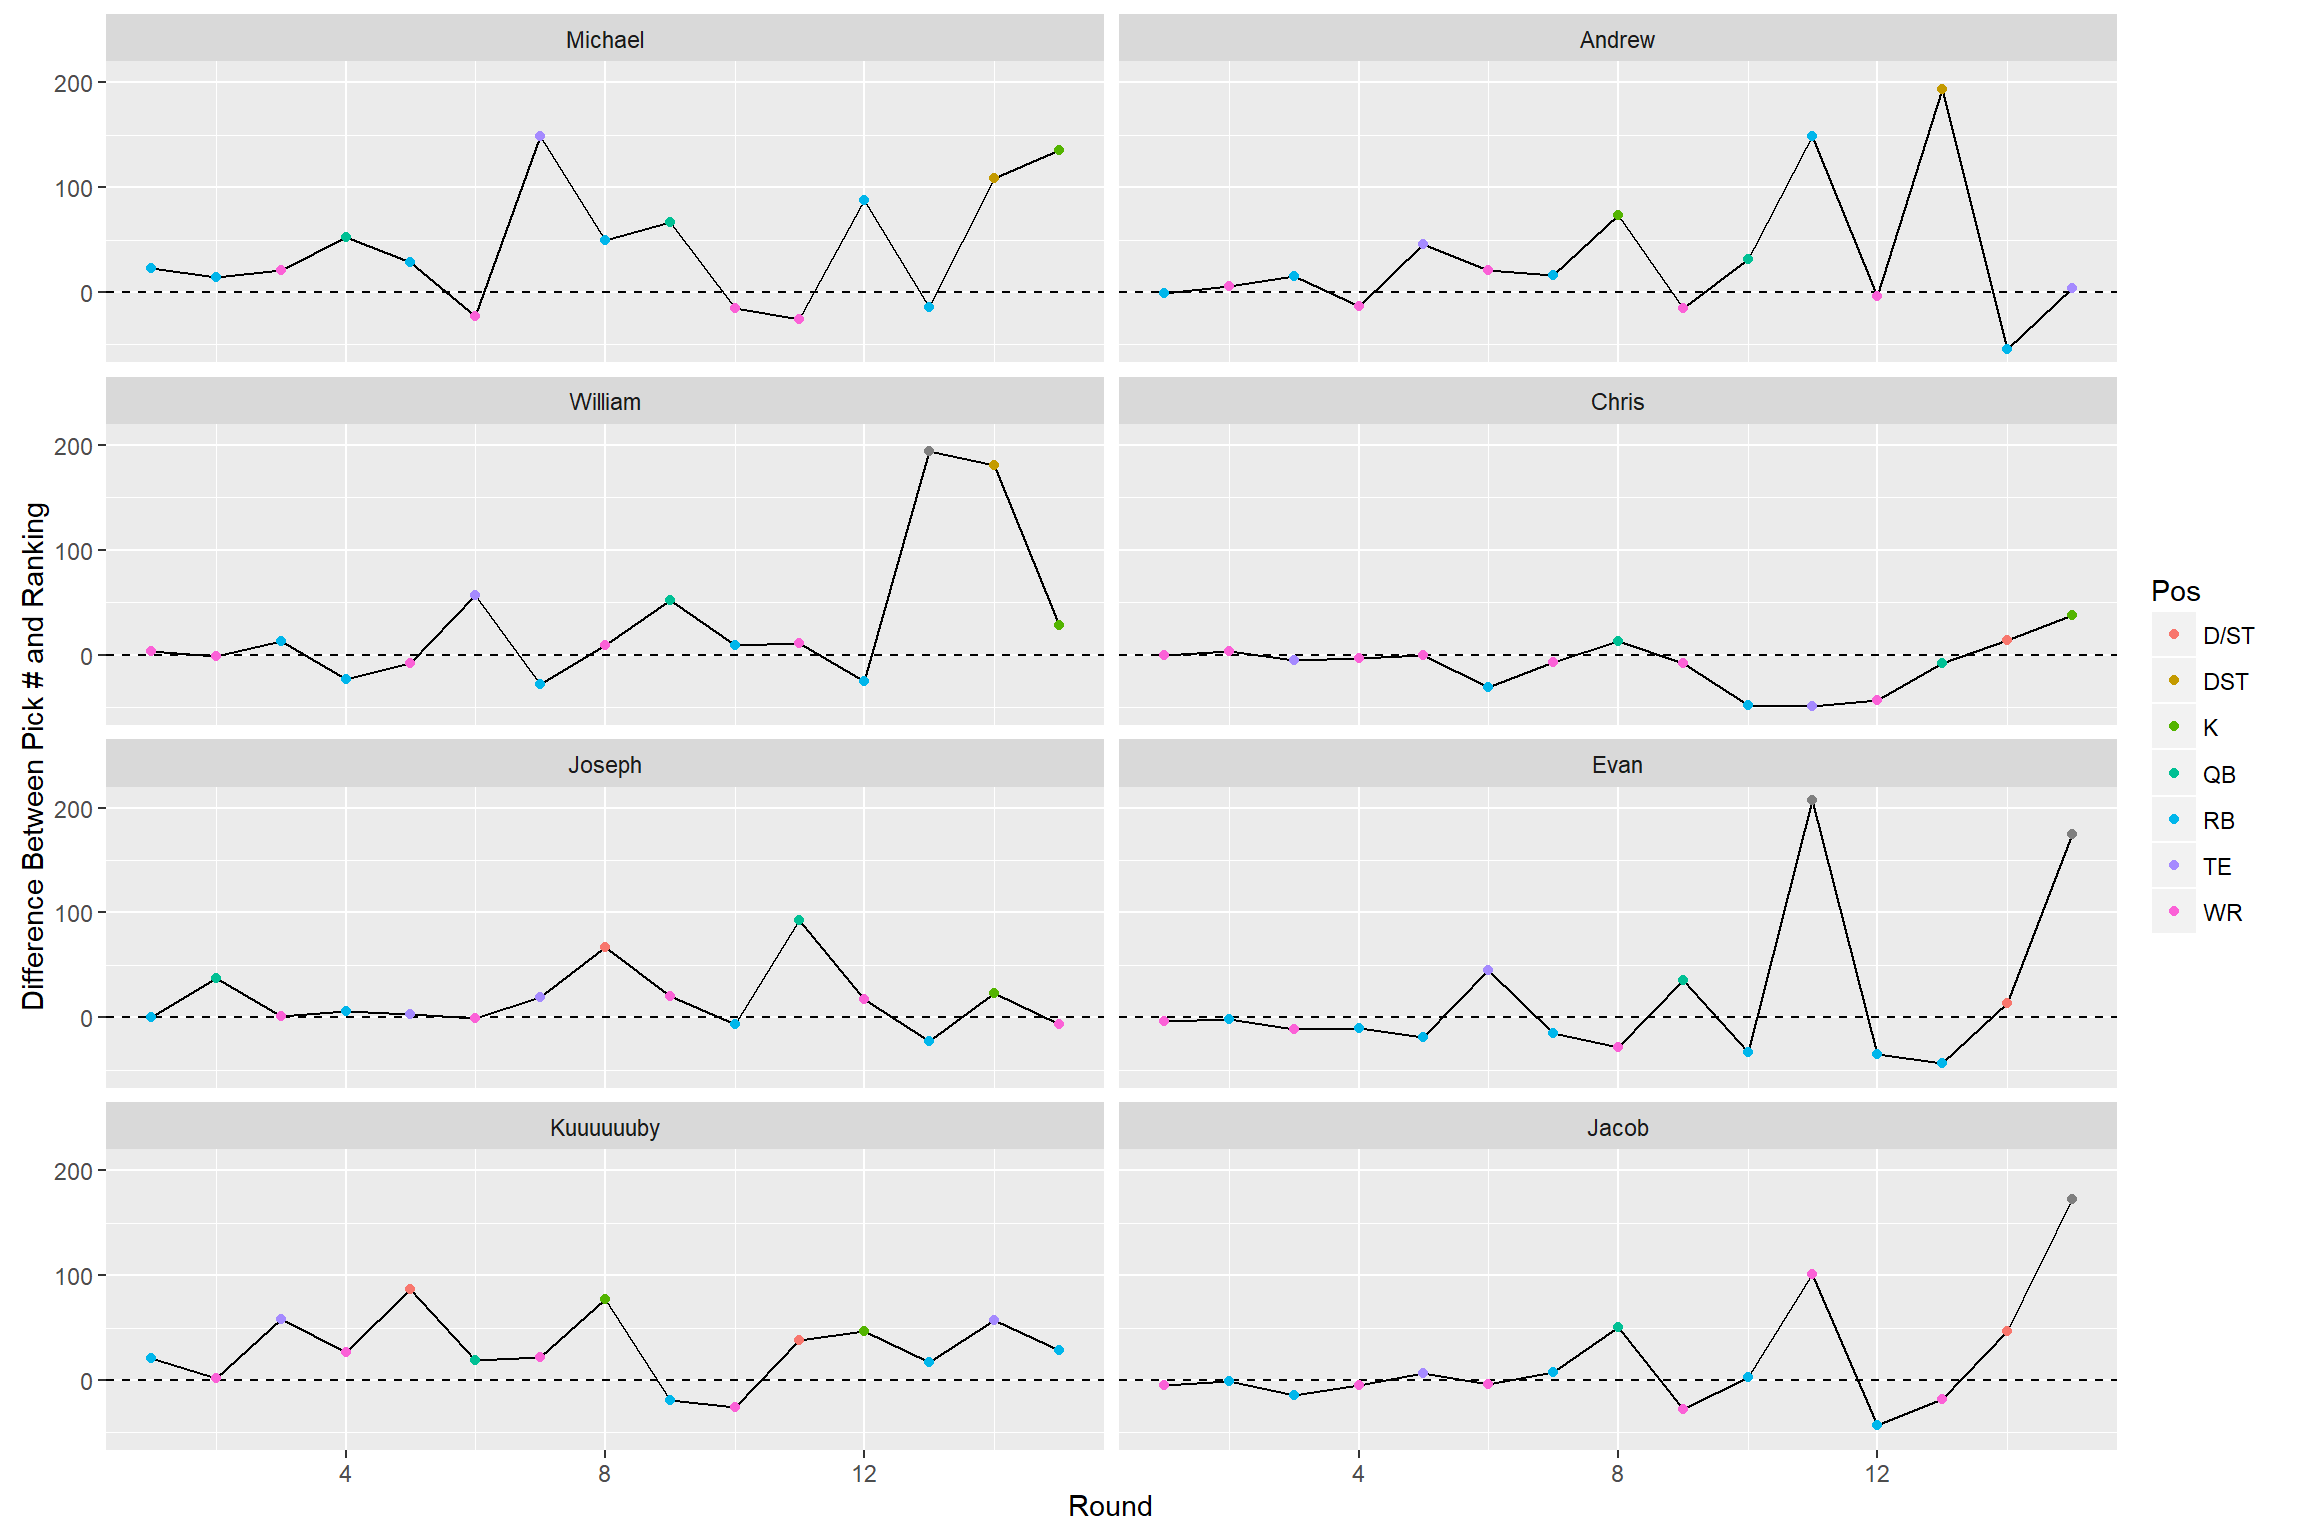 Michael
Andrew
200
100
0
William
Chris
200
100
0
Joseph
Evan
200
100
0
Kuuuuuuby
Jacob
200
100
0
4
8
12
4
8
12
Round
Difference Between Pick # and Ranking
Pos
D/ST
DST
K
QB
RB
TE
WR